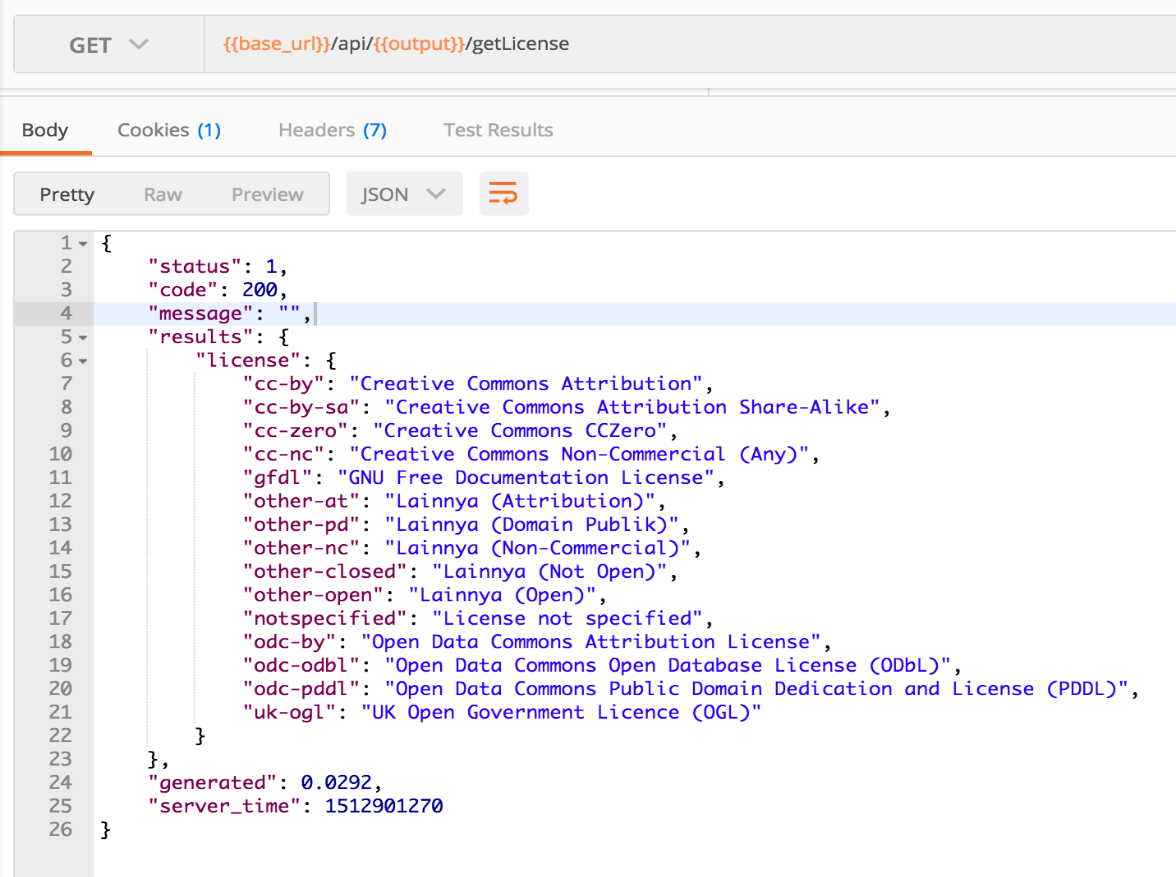 GET {{base_url}}/api/{{output}}/getLicense
Body Cookies (1) Headers (7) Test Results
Pretty Raw Preview JSON
1 {
2 "status": 1,
3 "code": 200,
4 "message": "",
5 "results": {
6 "license": {
7 "cc-by": "Creative Commons Attribution",
8 "cc-by-sa": "Creative Commons Attribution Share-Alike",
9 "cc-zero": "Creative Commons CCZero",
10 "cc-nc": "Creative Commons Non-Commercial (Any)",
11 "gfdl": "GNU Free Documentation License",
12 "other-at": "Lainnya (Attribution)",
13 "other-pd": "Lainnya (Domain Publik)",
14 "other-nc": "Lainnya (Non-Commercial)",
15 "other-closed": "Lainnya (Not Open)",
16 "other-open": "Lainnya (Open)",
17 "notspecified": "License not specified",
18 "odc-by": "Open Data Commons Attribution License",
19 "odc-odbl": "Open Data Commons Open Database License (ODbL)",
20 "odc-pddl": "Open Data Commons Public Domain Dedication and License (PDDL)",
21 "uk-ogl": "UK Open Government Licence (OGL)"
22 }
23 },
24 "generated": 0.0292,
25 "server_time": 1512901270
26 }